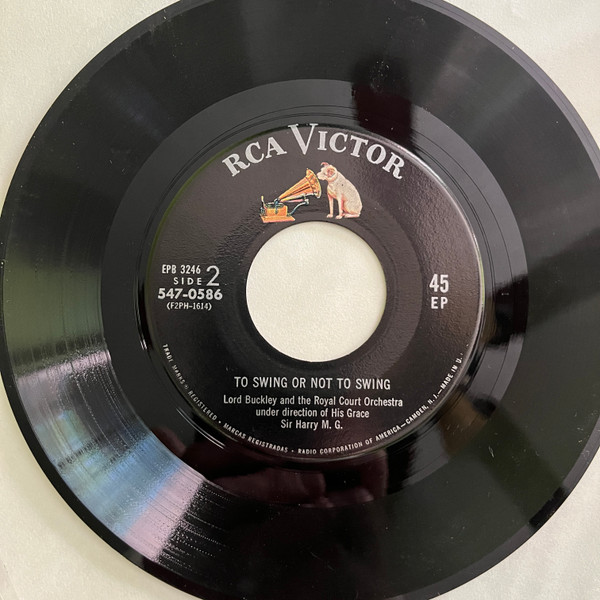 RCA VICTOR
EPB 3246
SIDE 2
547-0586
(F2PH-1614)
45
EP
TO SWING OR NOT TO SWING
Lord Buckley and the Royal Court Orchestra
under direction of His Grace
Sir Harry M. G.
TRADE MARKS ® REGISTERED • MARCAS REGISTRADAS • RADIO CORPORATION OF AMERICA—CAMDEN, N.J.—MADE IN U.